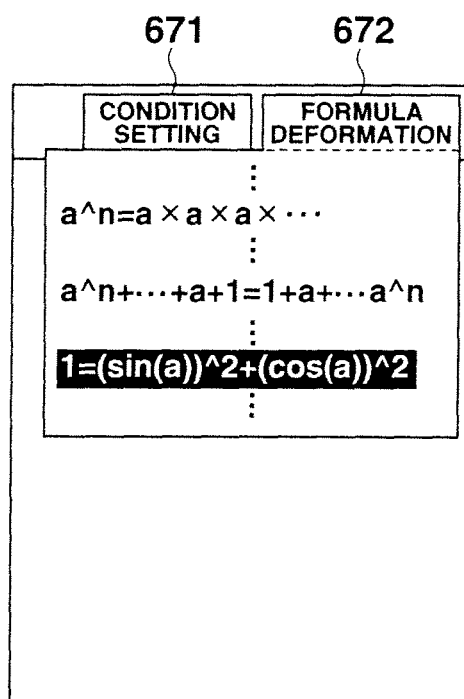 671 672
CONDITION SETTING
FORMULA DEFORMATION
⋮
a^n=a×a×a×⋯
⋮
a^n+⋯+a+1=1+a+⋯a^n
⋮
1=(sin(a))^2+(cos(a))^2
⋮